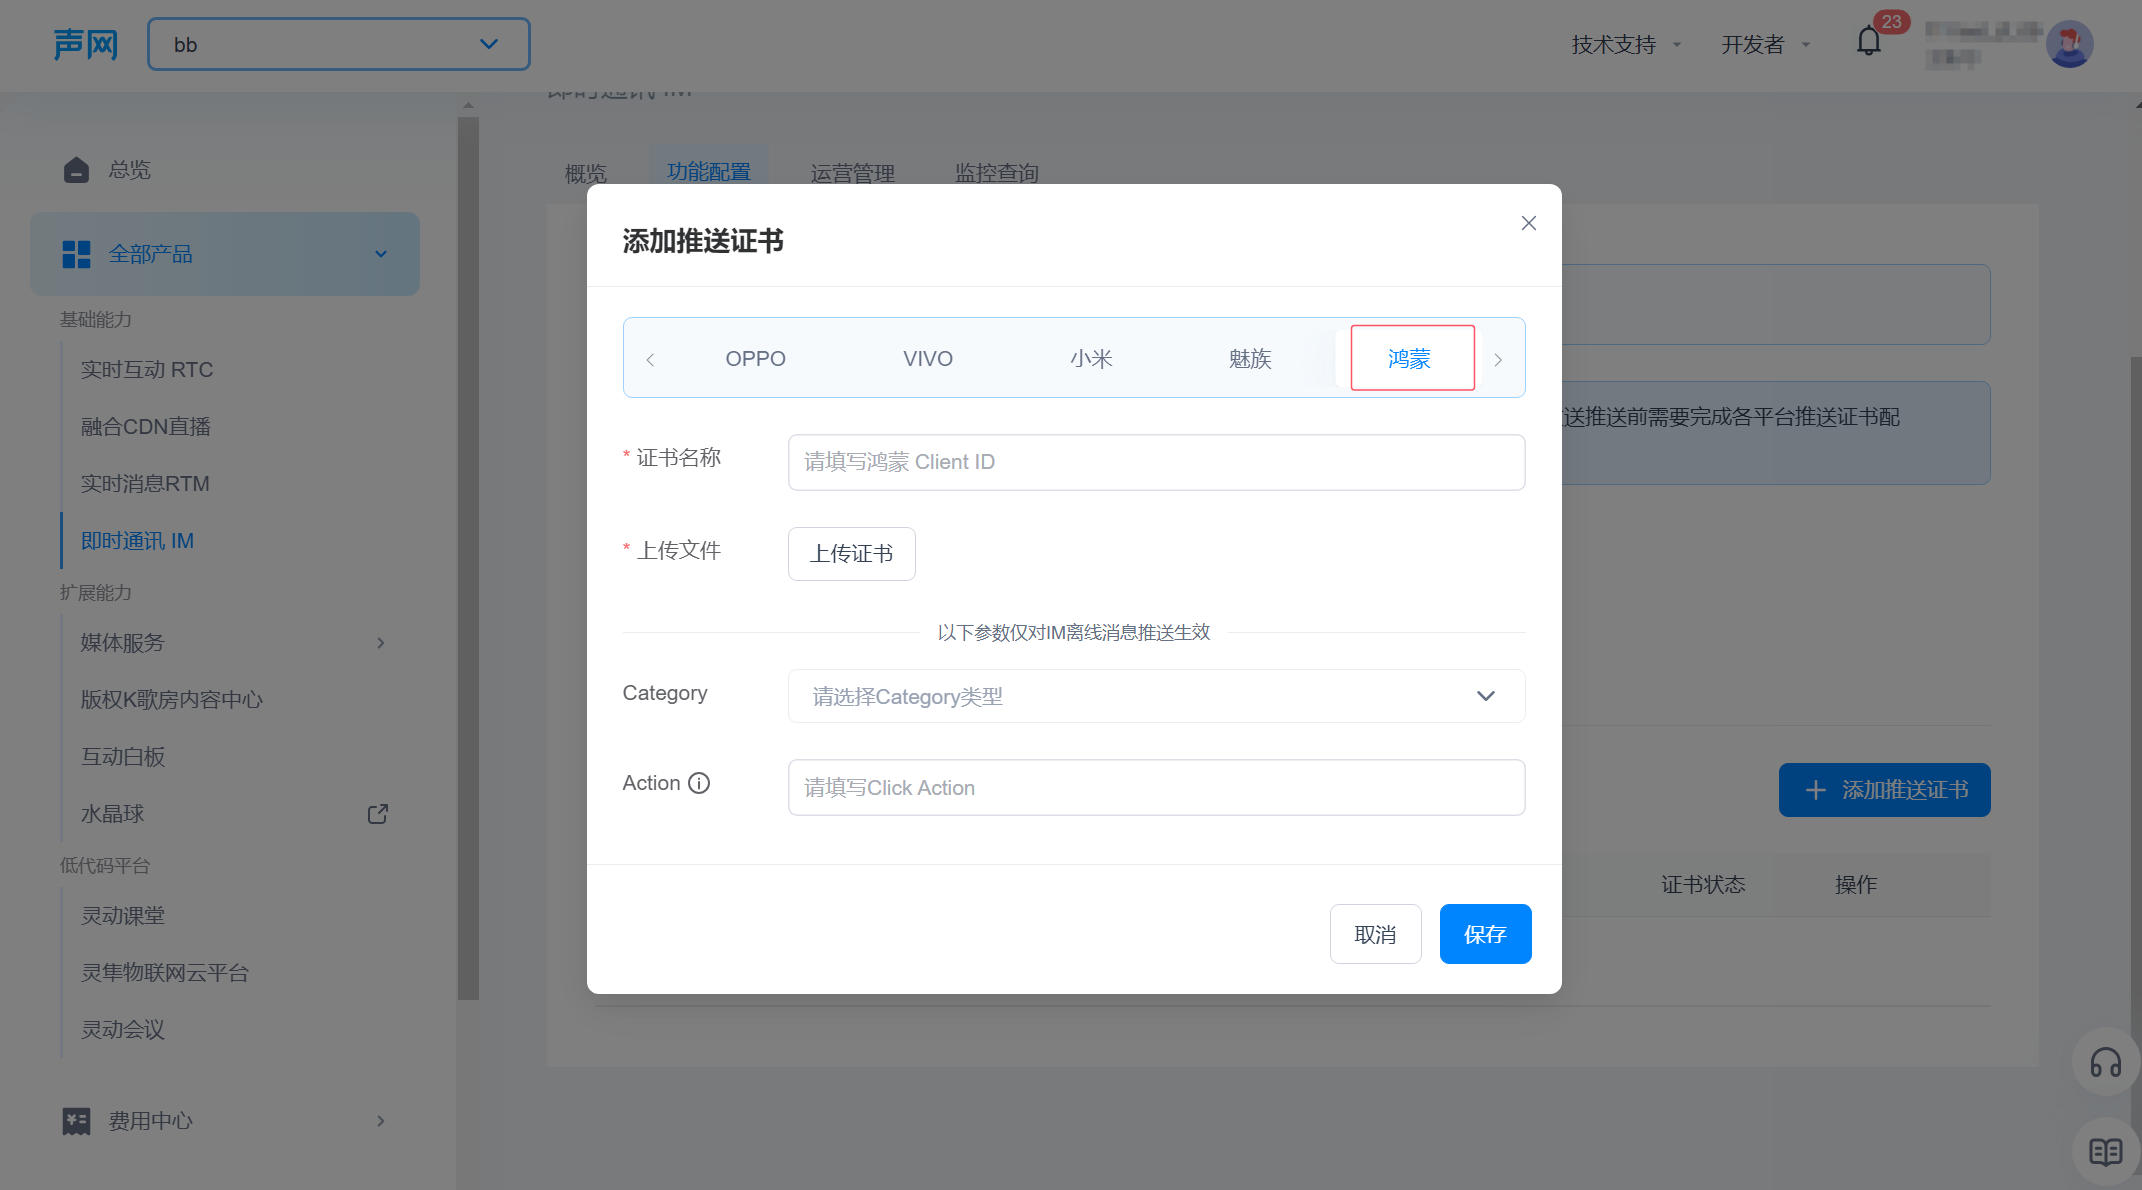 声网
bb
技术支持
开发者
23
总览
全部产品
基础能力
实时互动 RTC
融合CDN直播
实时消息RTM
即时通讯 IM
扩展能力
媒体服务
版权K歌房内容中心
互动白板
水晶球
低代码平台
灵动课堂
灵隼物联网云平台
灵动会议
费用中心
即时通讯 IM
概览
功能配置
运营管理
监控查询
添加推送证书
OPPO
VIVO
小米
魅族
鸿蒙
* 证书名称
请填写鸿蒙 Client ID
* 上传文件
上传证书
以下参数仅对IM离线消息推送生效
Category
请选择Category类型
Action
请填写Click Action
取消
保存
送推送前需要完成各平台推送证书配
添加推送证书
证书状态
操作